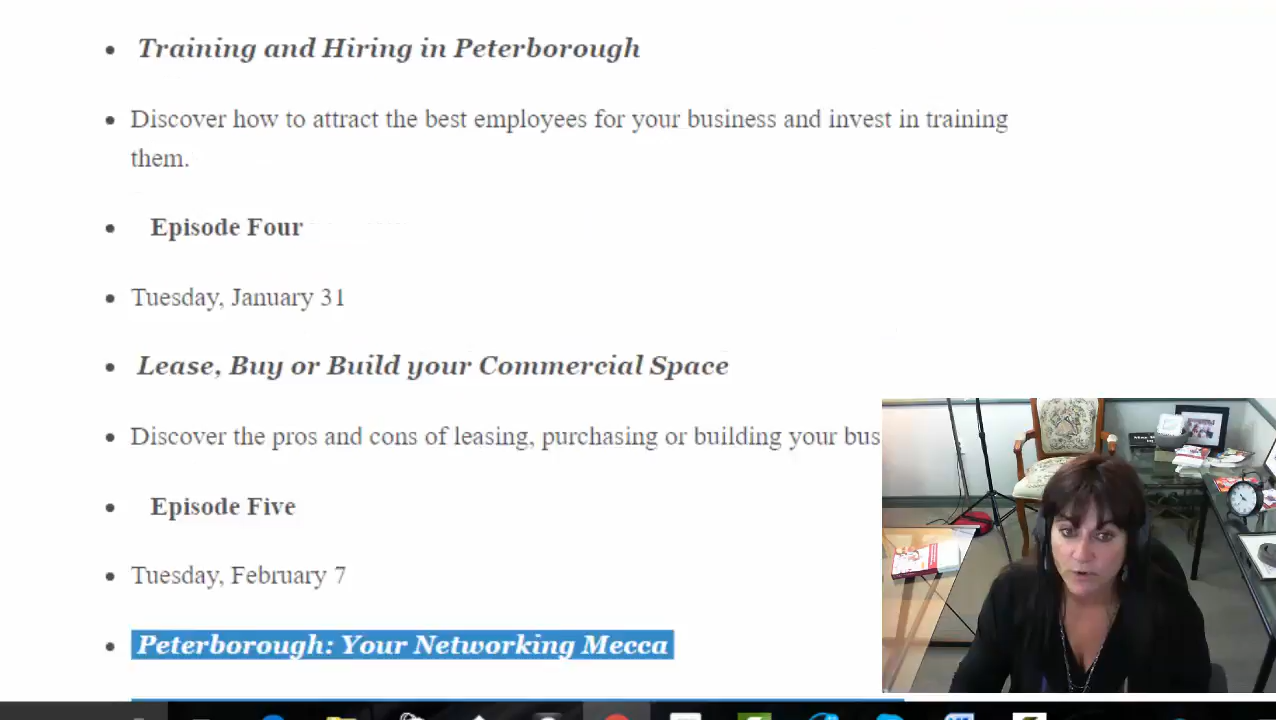 Training and Hiring in Peterborough
Discover how to attract the best employees for your business and invest in training
them.
Episode Four
Tuesday, January 31
Lease, Buy or Build your Commercial Space
Discover the pros and cons of leasing, purchasing or building your bus
Episode Five
Tuesday, February 7
Peterborough: Your Networking Mecca